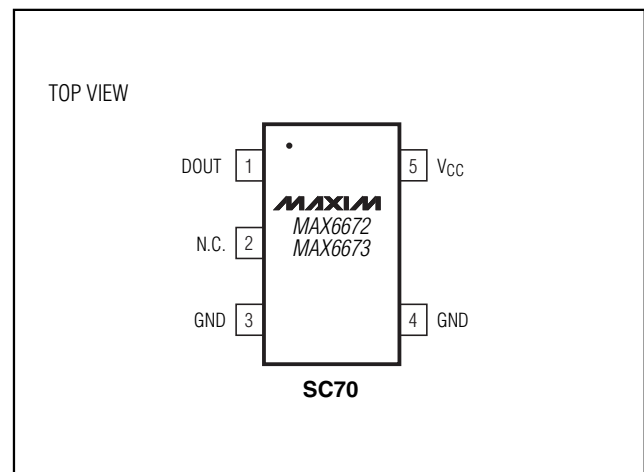 TOP VIEW
DOUT 1
5 VCC
MAXIM
MAX6672
MAX6673
N.C. 2
GND 3
4 GND
SC70